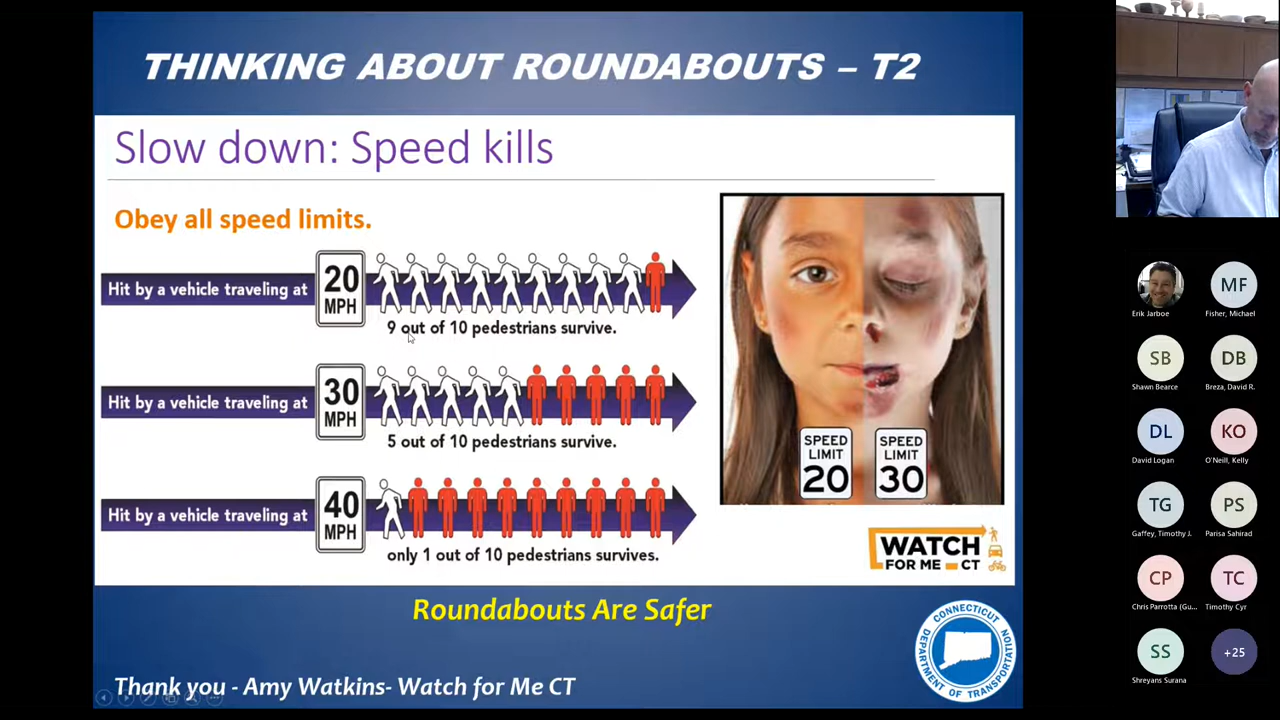 THINKING ABOUT ROUNDABOUTS – T2
Slow down: Speed kills
Obey all speed limits.
Hit by a vehicle traveling at
20
MPH
9 out of 10 pedestrians survive.
Hit by a vehicle traveling at
30
MPH
5 out of 10 pedestrians survive.
Hit by a vehicle traveling at
40
MPH
only 1 out of 10 pedestrians survives.
SPEED
LIMIT
20
SPEED
LIMIT
30
WATCH
FOR ME CT
Roundabouts Are Safer
CONNECTICUT
DEPARTMENT OF TRANSPORTATION
Thank you - Amy Watkins- Watch for Me CT
Erik Jarboe
MF
Fisher, Michael
SB
Shawn Bearce
DB
Breza, David R.
DL
David Logan
KO
O'Neill, Kelly
TG
Gaffey, Timothy J.
PS
Parisa Sahirad
CP
Chris Parrotta (Gu...
TC
Timothy Cyr
SS
Shreyans Surana
+25